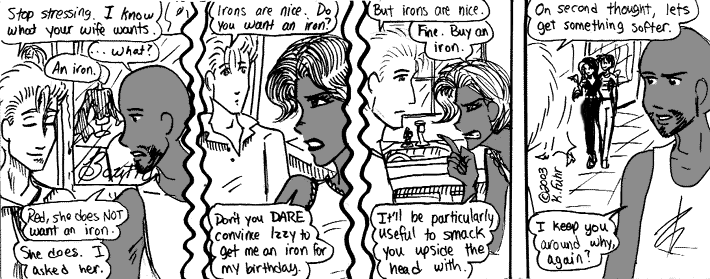 Stop stressing. I know
what your wife wants.
...what?
An iron.
Red, she does NOT
want an iron.
She does. I
asked her.
Irons are nice. Do
you want an iron?
Don't you DARE
convince Izzy to
get me an iron for
my birthday.
But irons are nice.
Fine. Buy an
iron.
It'll be particularly
useful to smack
you upside the
head with.
On second thought, lets
get something softer.
I keep you
around why,
again?
©2003
K. Fuhr